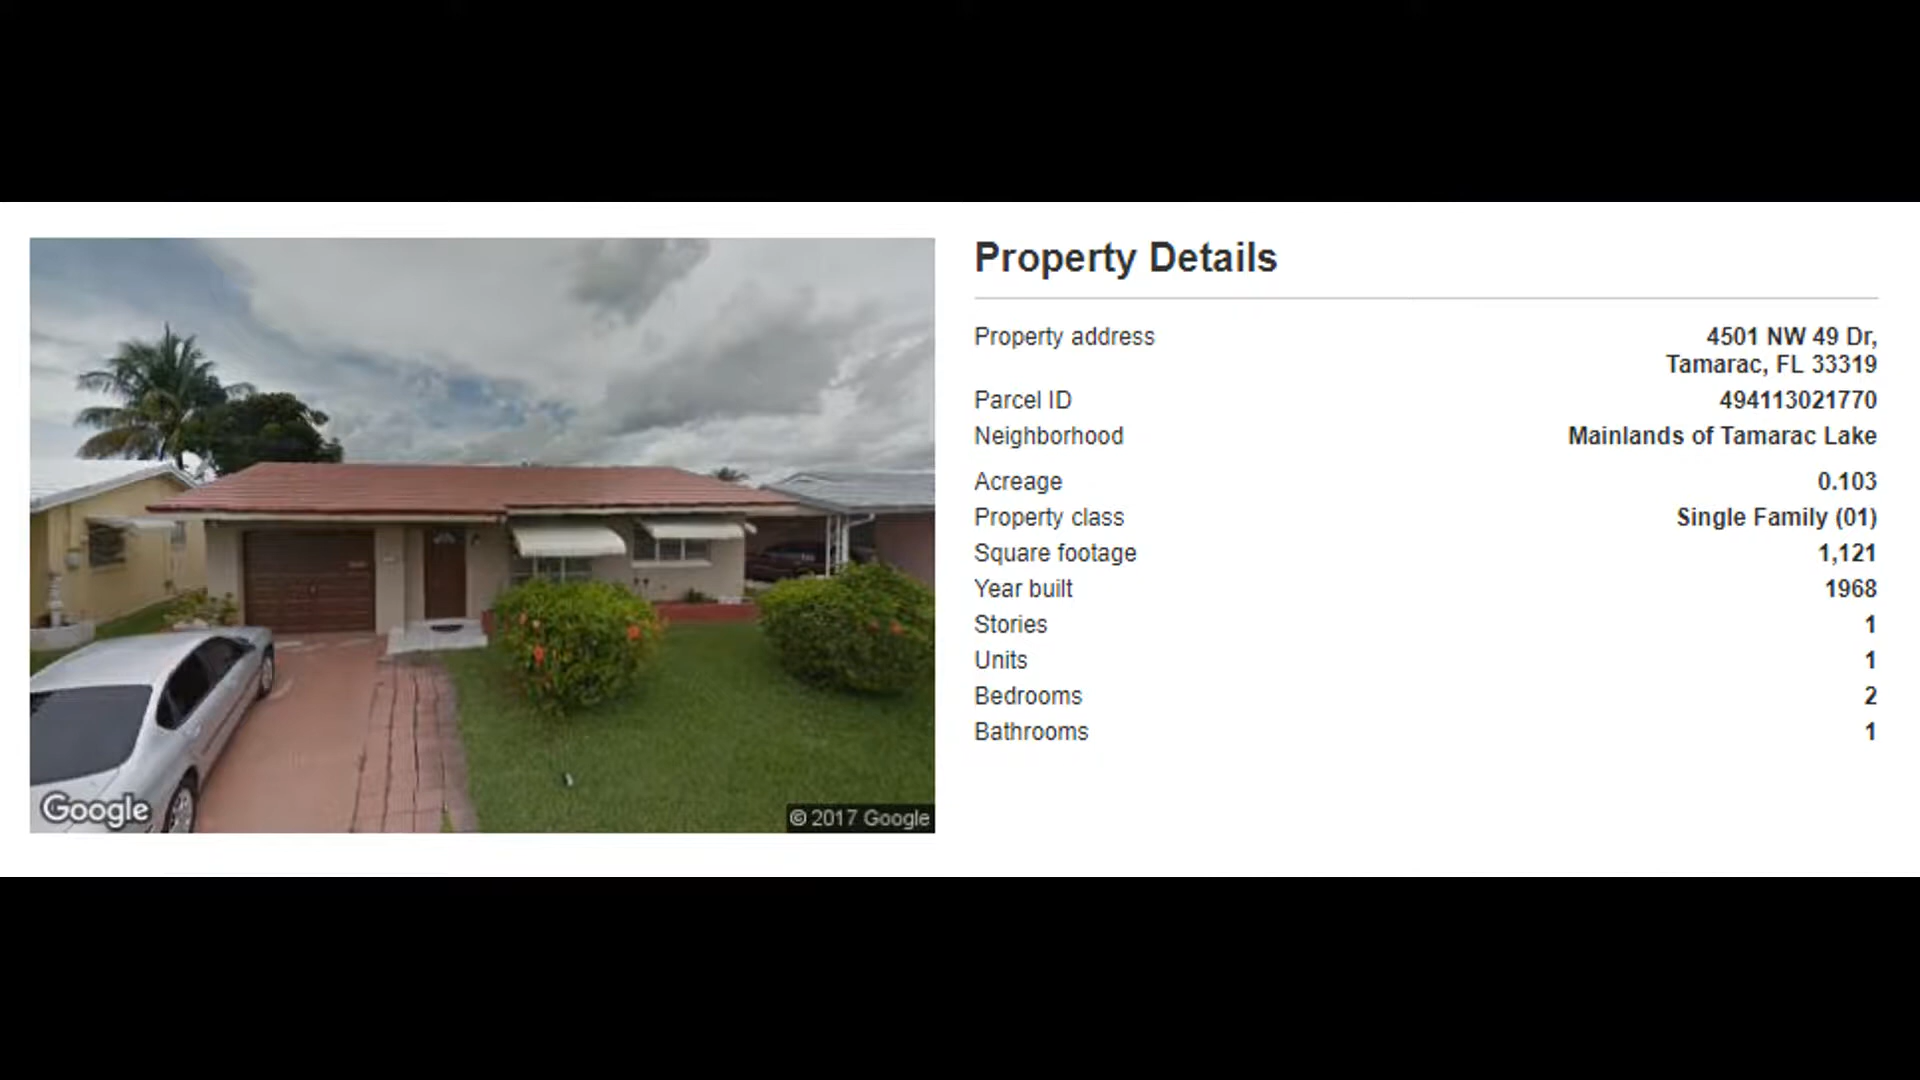 Property Details
Property address 4501 NW 49 Dr,
Tamarac, FL 33319
Parcel ID 494113021770
Neighborhood Mainlands of Tamarac Lake
Acreage 0.103
Property class Single Family (01)
Square footage 1,121
Year built 1968
Stories 1
Units 1
Bedrooms 2
Bathrooms 1
Google
© 2017 Google